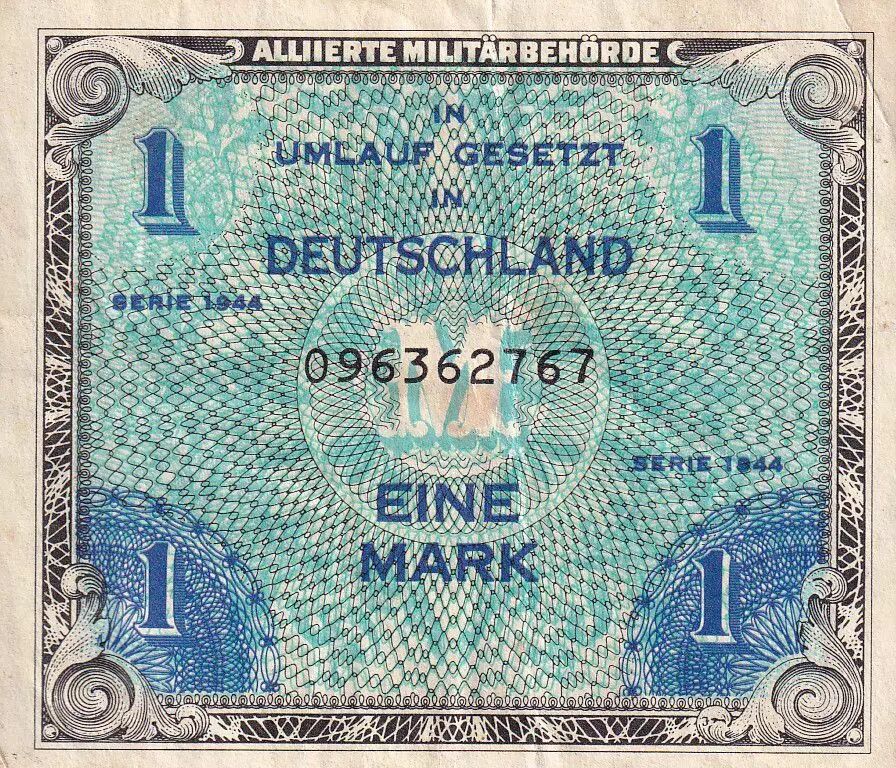 ALLIIERTE MILITÄRBEHÖRDE
IN
1 UMLAUF GESETZT 1
IN
DEUTSCHLAND
SERIE 1944
M
096362767
SERIE 1944
EINE
1 MARK 1